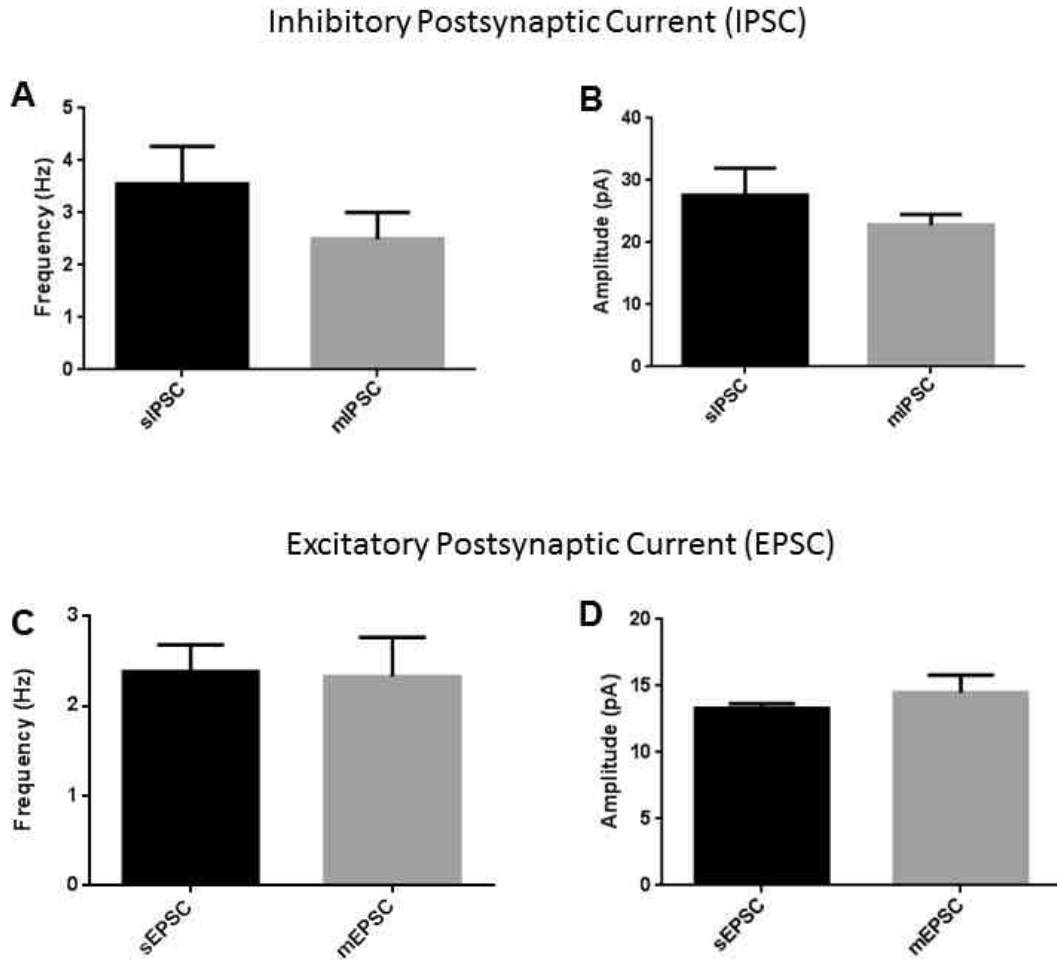 Inhibitory Postsynaptic Current (IPSC)
A
5
4
3
2
1
0
Frequency (Hz)
sIPSC
mIPSC
B
40
30
20
10
0
Amplitude (pA)
sIPSC
mIPSC
Excitatory Postsynaptic Current (EPSC)
C
3
2
1
0
Frequency (Hz)
sEPSC
mEPSC
D
20
15
10
5
0
Amplitude (pA)
sEPSC
mEPSC